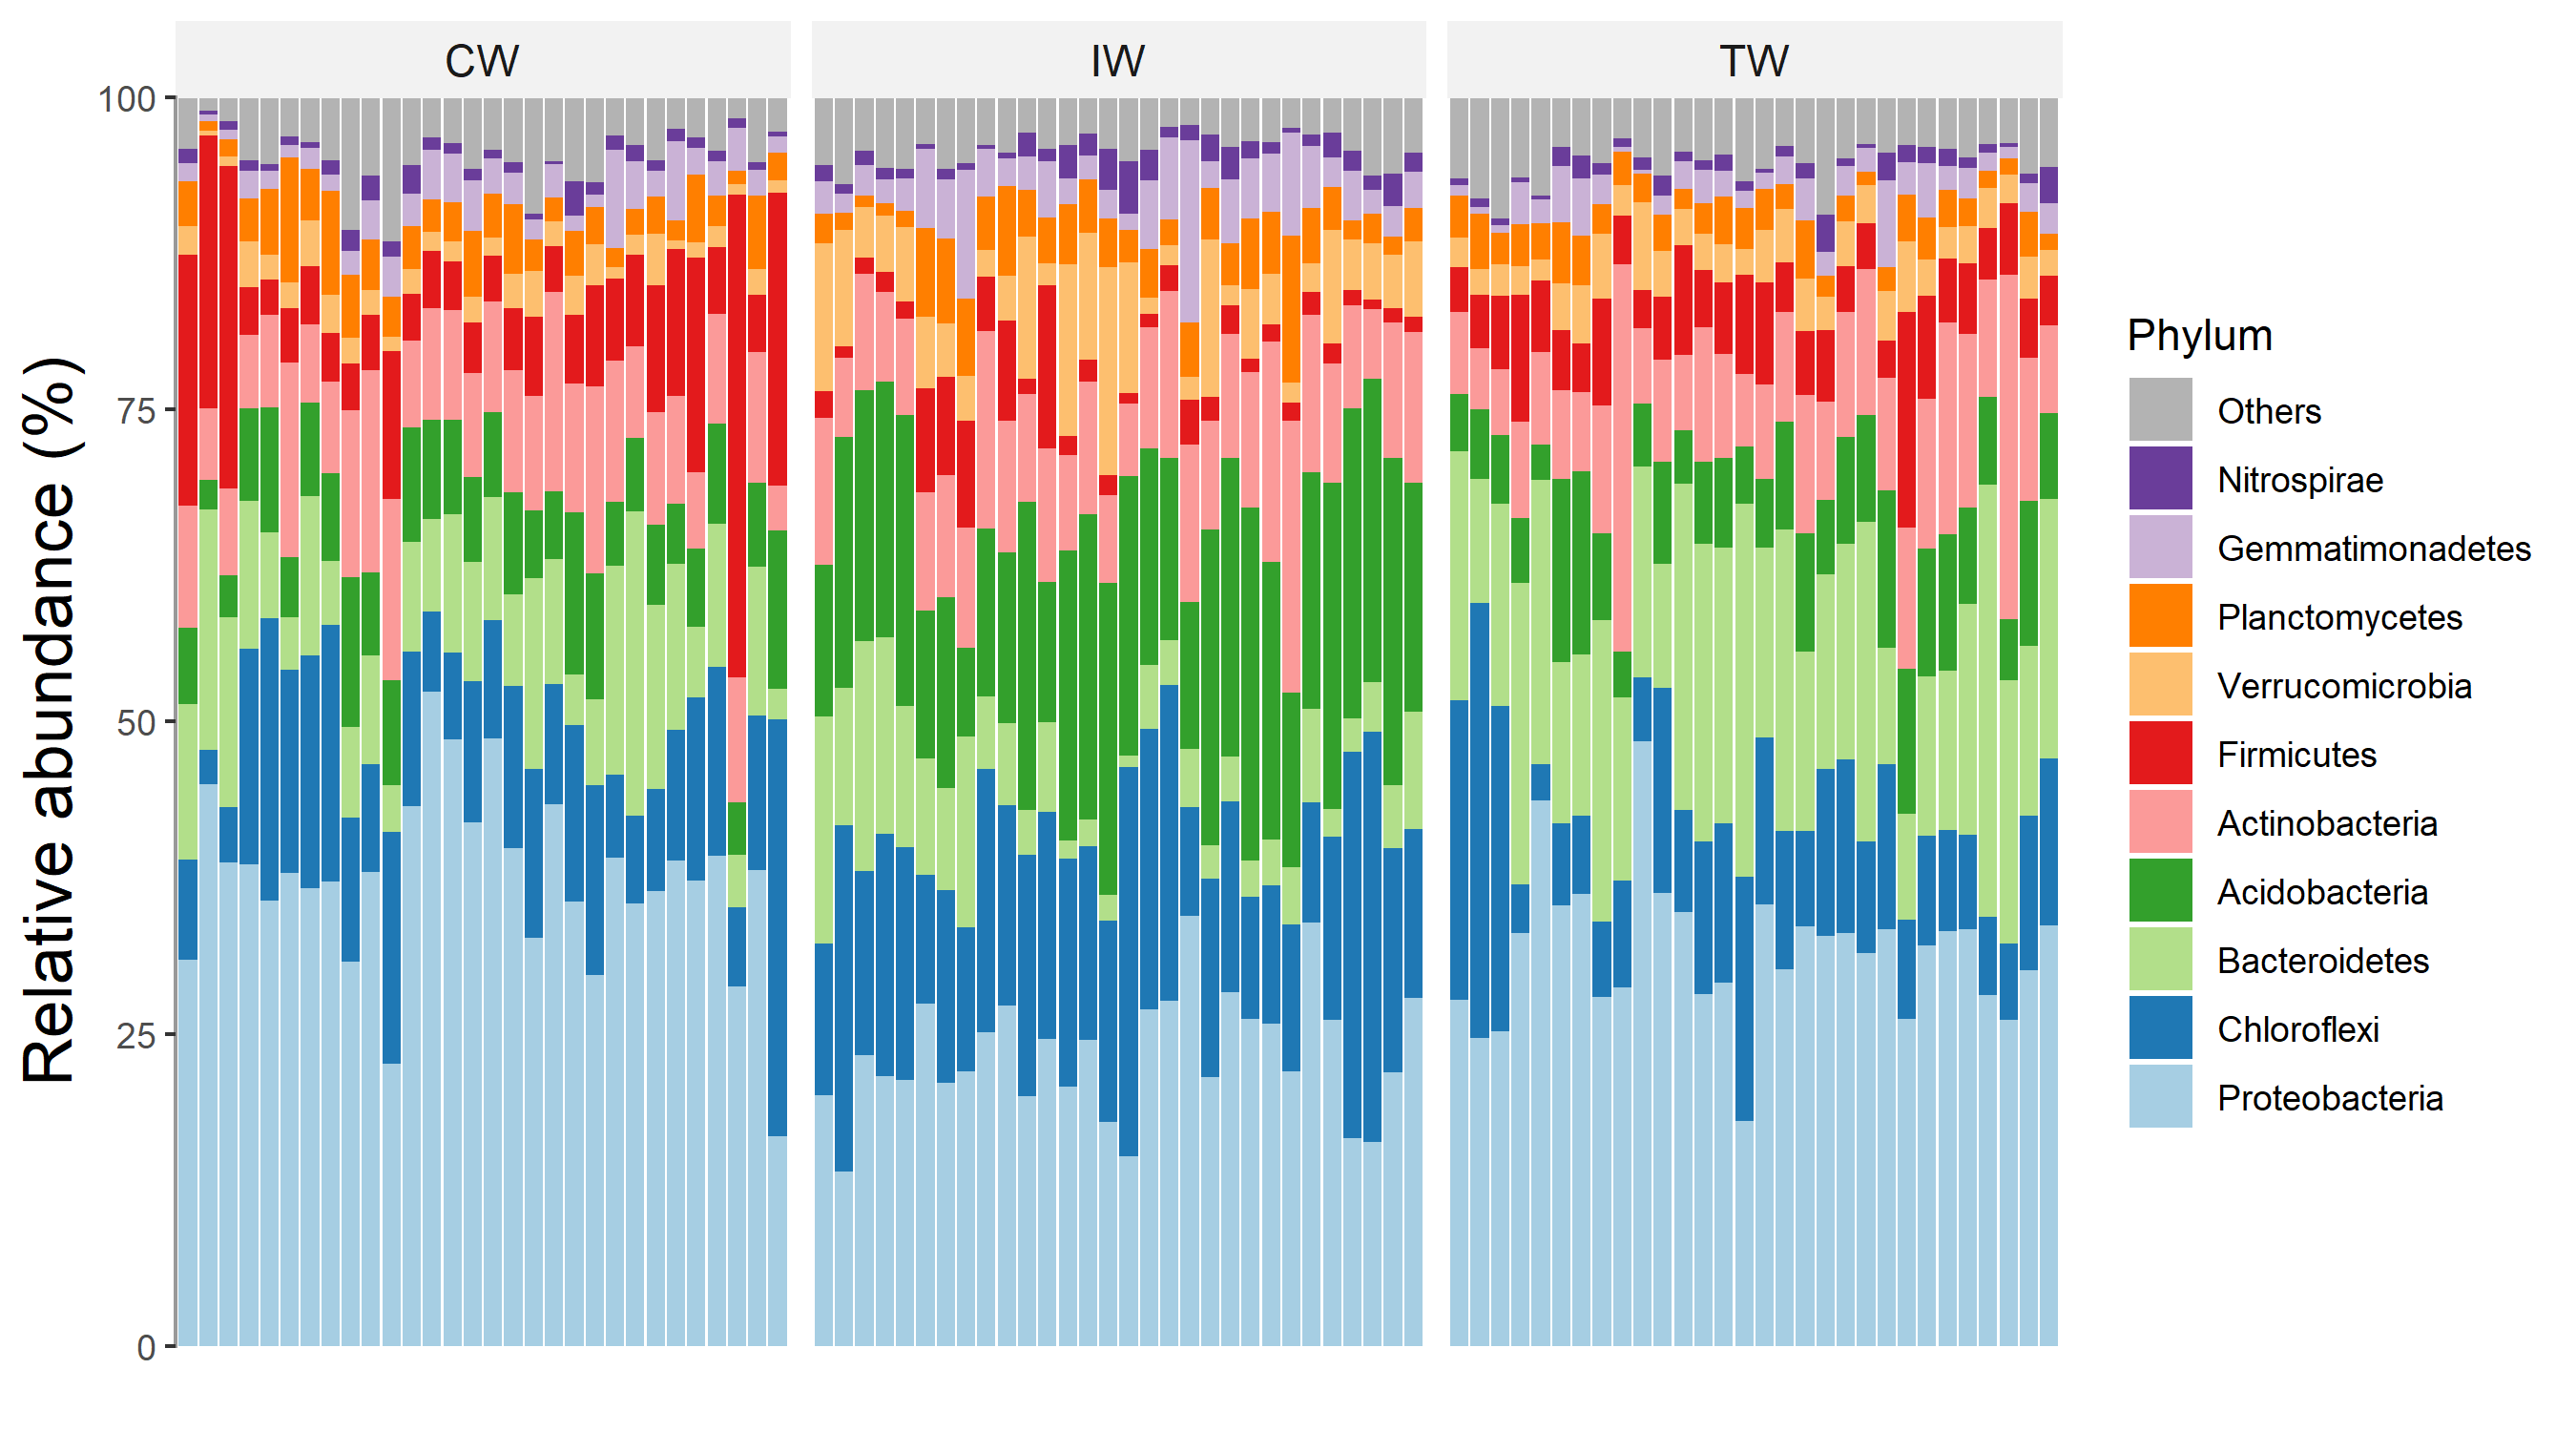 CW
IW
TW
100
75
50
25
0
Relative abundance (%)
Phylum
Others
Nitrospirae
Gemmatimonadetes
Planctomycetes
Verrucomicrobia
Firmicutes
Actinobacteria
Acidobacteria
Bacteroidetes
Chloroflexi
Proteobacteria